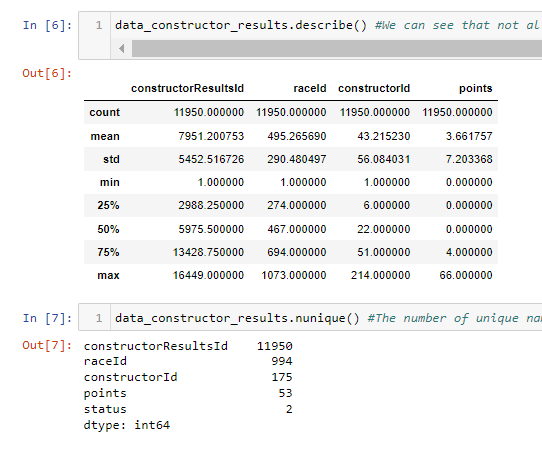 In [6]: 1 data_constructor_results.describe() #We can see that not al
Out[6]:
constructorResultsId raceId constructorId points
count 11950.000000 11950.000000 11950.000000 11950.000000
mean 7951.200753 495.265690 43.215230 3.661757
std 5452.516726 290.480497 56.084031 7.203368
min 1.000000 1.000000 1.000000 0.000000
25% 2988.250000 274.000000 6.000000 0.000000
50% 5975.500000 467.000000 22.000000 0.000000
75% 13428.750000 694.000000 51.000000 4.000000
max 16449.000000 1073.000000 214.000000 66.000000
In [7]: 1 data_constructor_results.nunique() #The number of unique na
Out[7]: constructorResultsId 11950
raceId 994
constructorId 175
points 53
status 2
dtype: int64